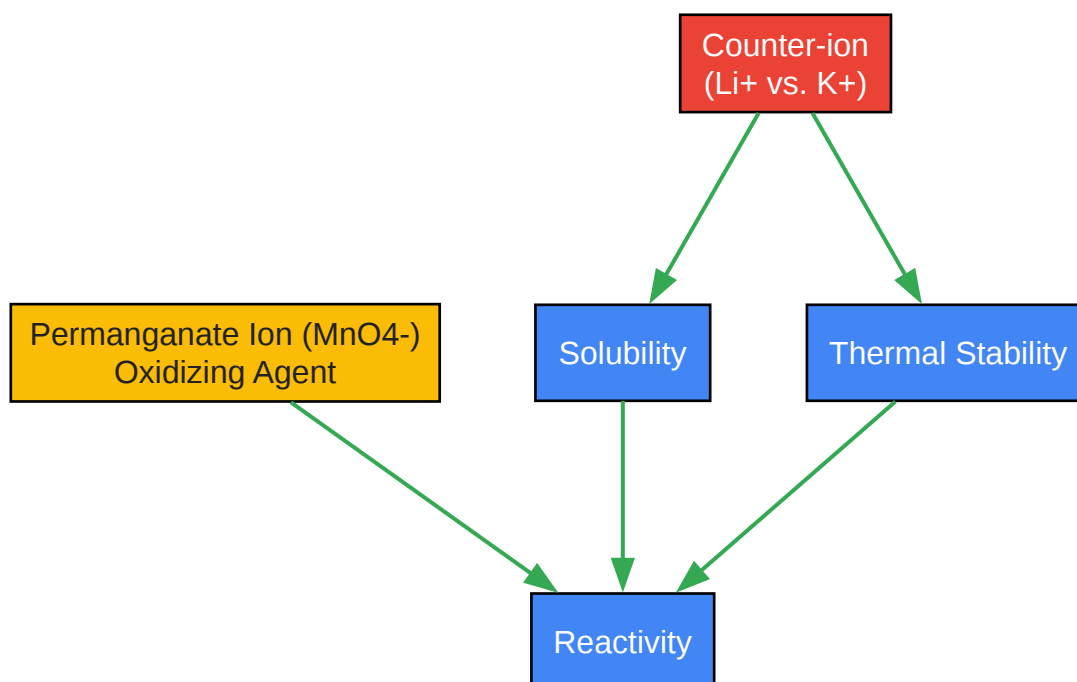 Counter-ion
(Li+ vs. K+)
Permanganate Ion (MnO4-)
Oxidizing Agent
Solubility
Thermal Stability
Reactivity